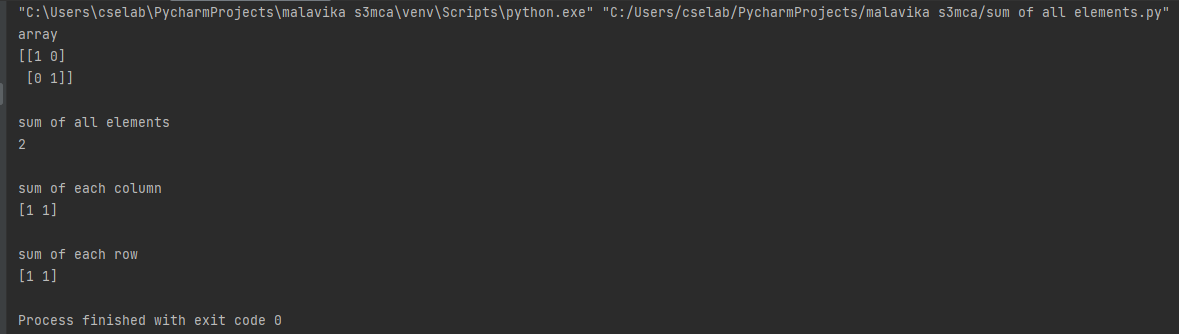 "C:\Users\cselab\PycharmProjects\malavika s3mca\venv\Scripts\python.exe" "C:/Users/cselab/PycharmProjects/malavika s3mca/sum of all elements.py"
array
[[1 0]
 [0 1]]
sum of all elements
2
sum of each column
[1 1]
sum of each row
[1 1]
Process finished with exit code 0